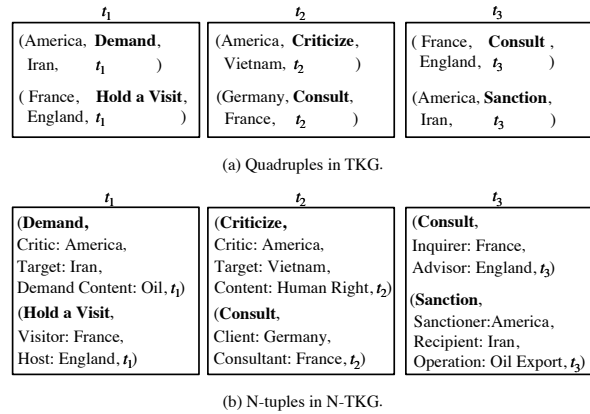 t1 t2 t3
(America, Demand, Iran, t1 )
( France, Hold a Visit, England, t1 )
(America, Criticize, Vietnam, t2 )
(Germany, Consult, France, t2 )
( France, Consult , England, t3 )
(America, Sanction, Iran, t3 )
(a) Quadruples in TKG.
t1 t2 t3
(Demand,
Critic: America,
Target: Iran,
Demand Content: Oil, t1)
(Hold a Visit,
Visitor: France,
Host: England, t1)
(Criticize,
Critic: America,
Target: Vietnam,
Content: Human Right, t2)
(Consult,
Client: Germany,
Consultant: France, t2)
(Consult,
Inquirer: France,
Advisor: England, t3)
(Sanction,
Sanctioner:America,
Recipient: Iran,
Operation: Oil Export, t3)
(b) N-tuples in N-TKG.